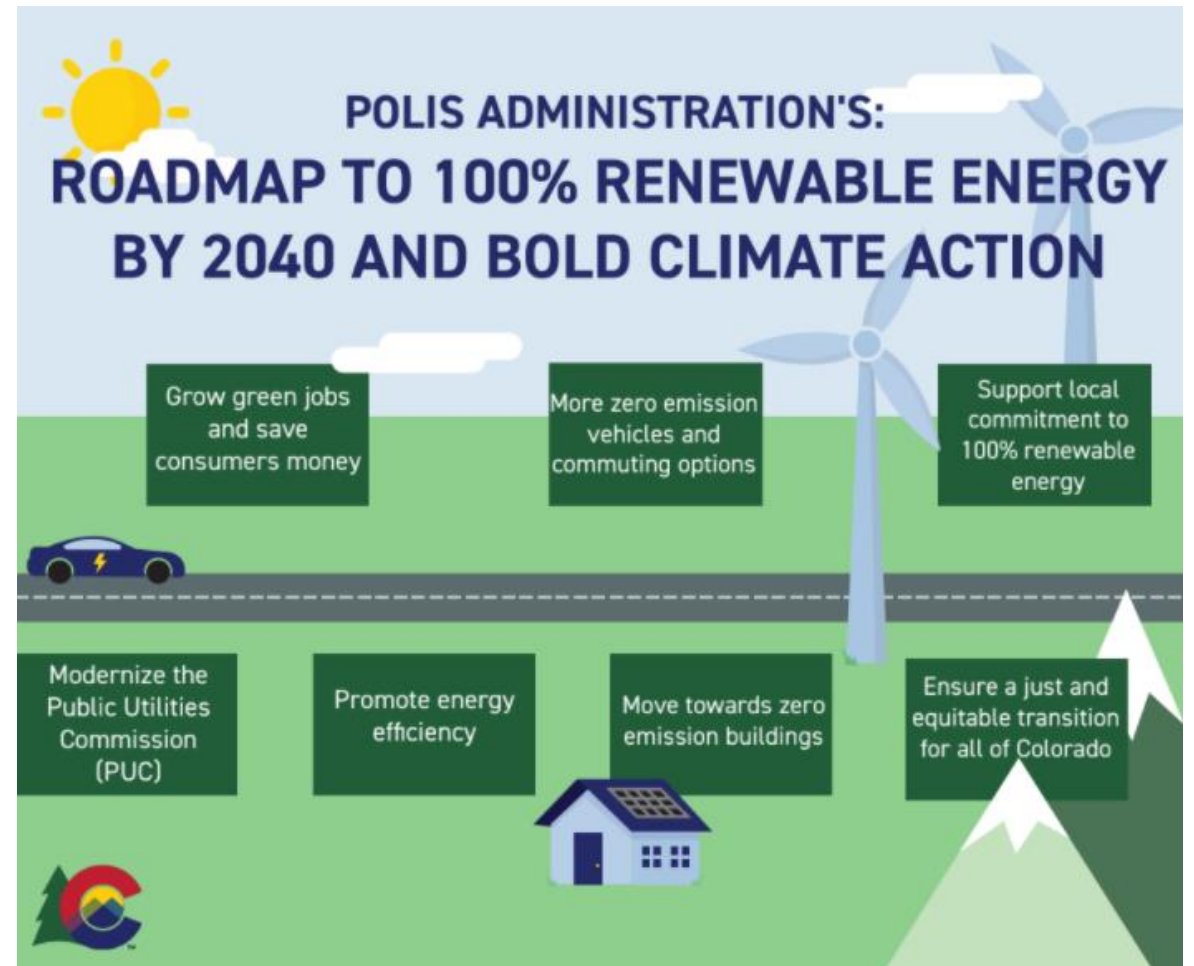 POLIS ADMINISTRATION'S:
ROADMAP TO 100% RENEWABLE ENERGY
BY 2040 AND BOLD CLIMATE ACTION
Grow green jobs
and save
consumers money
More zero emission
vehicles and
commuting options
Support local
commitment to
100% renewable
energy
Modernize the
Public Utilities
Commission
(PUC)
Promote energy
efficiency
Move towards zero
emission buildings
Ensure a just and
equitable transition
for all of Colorado